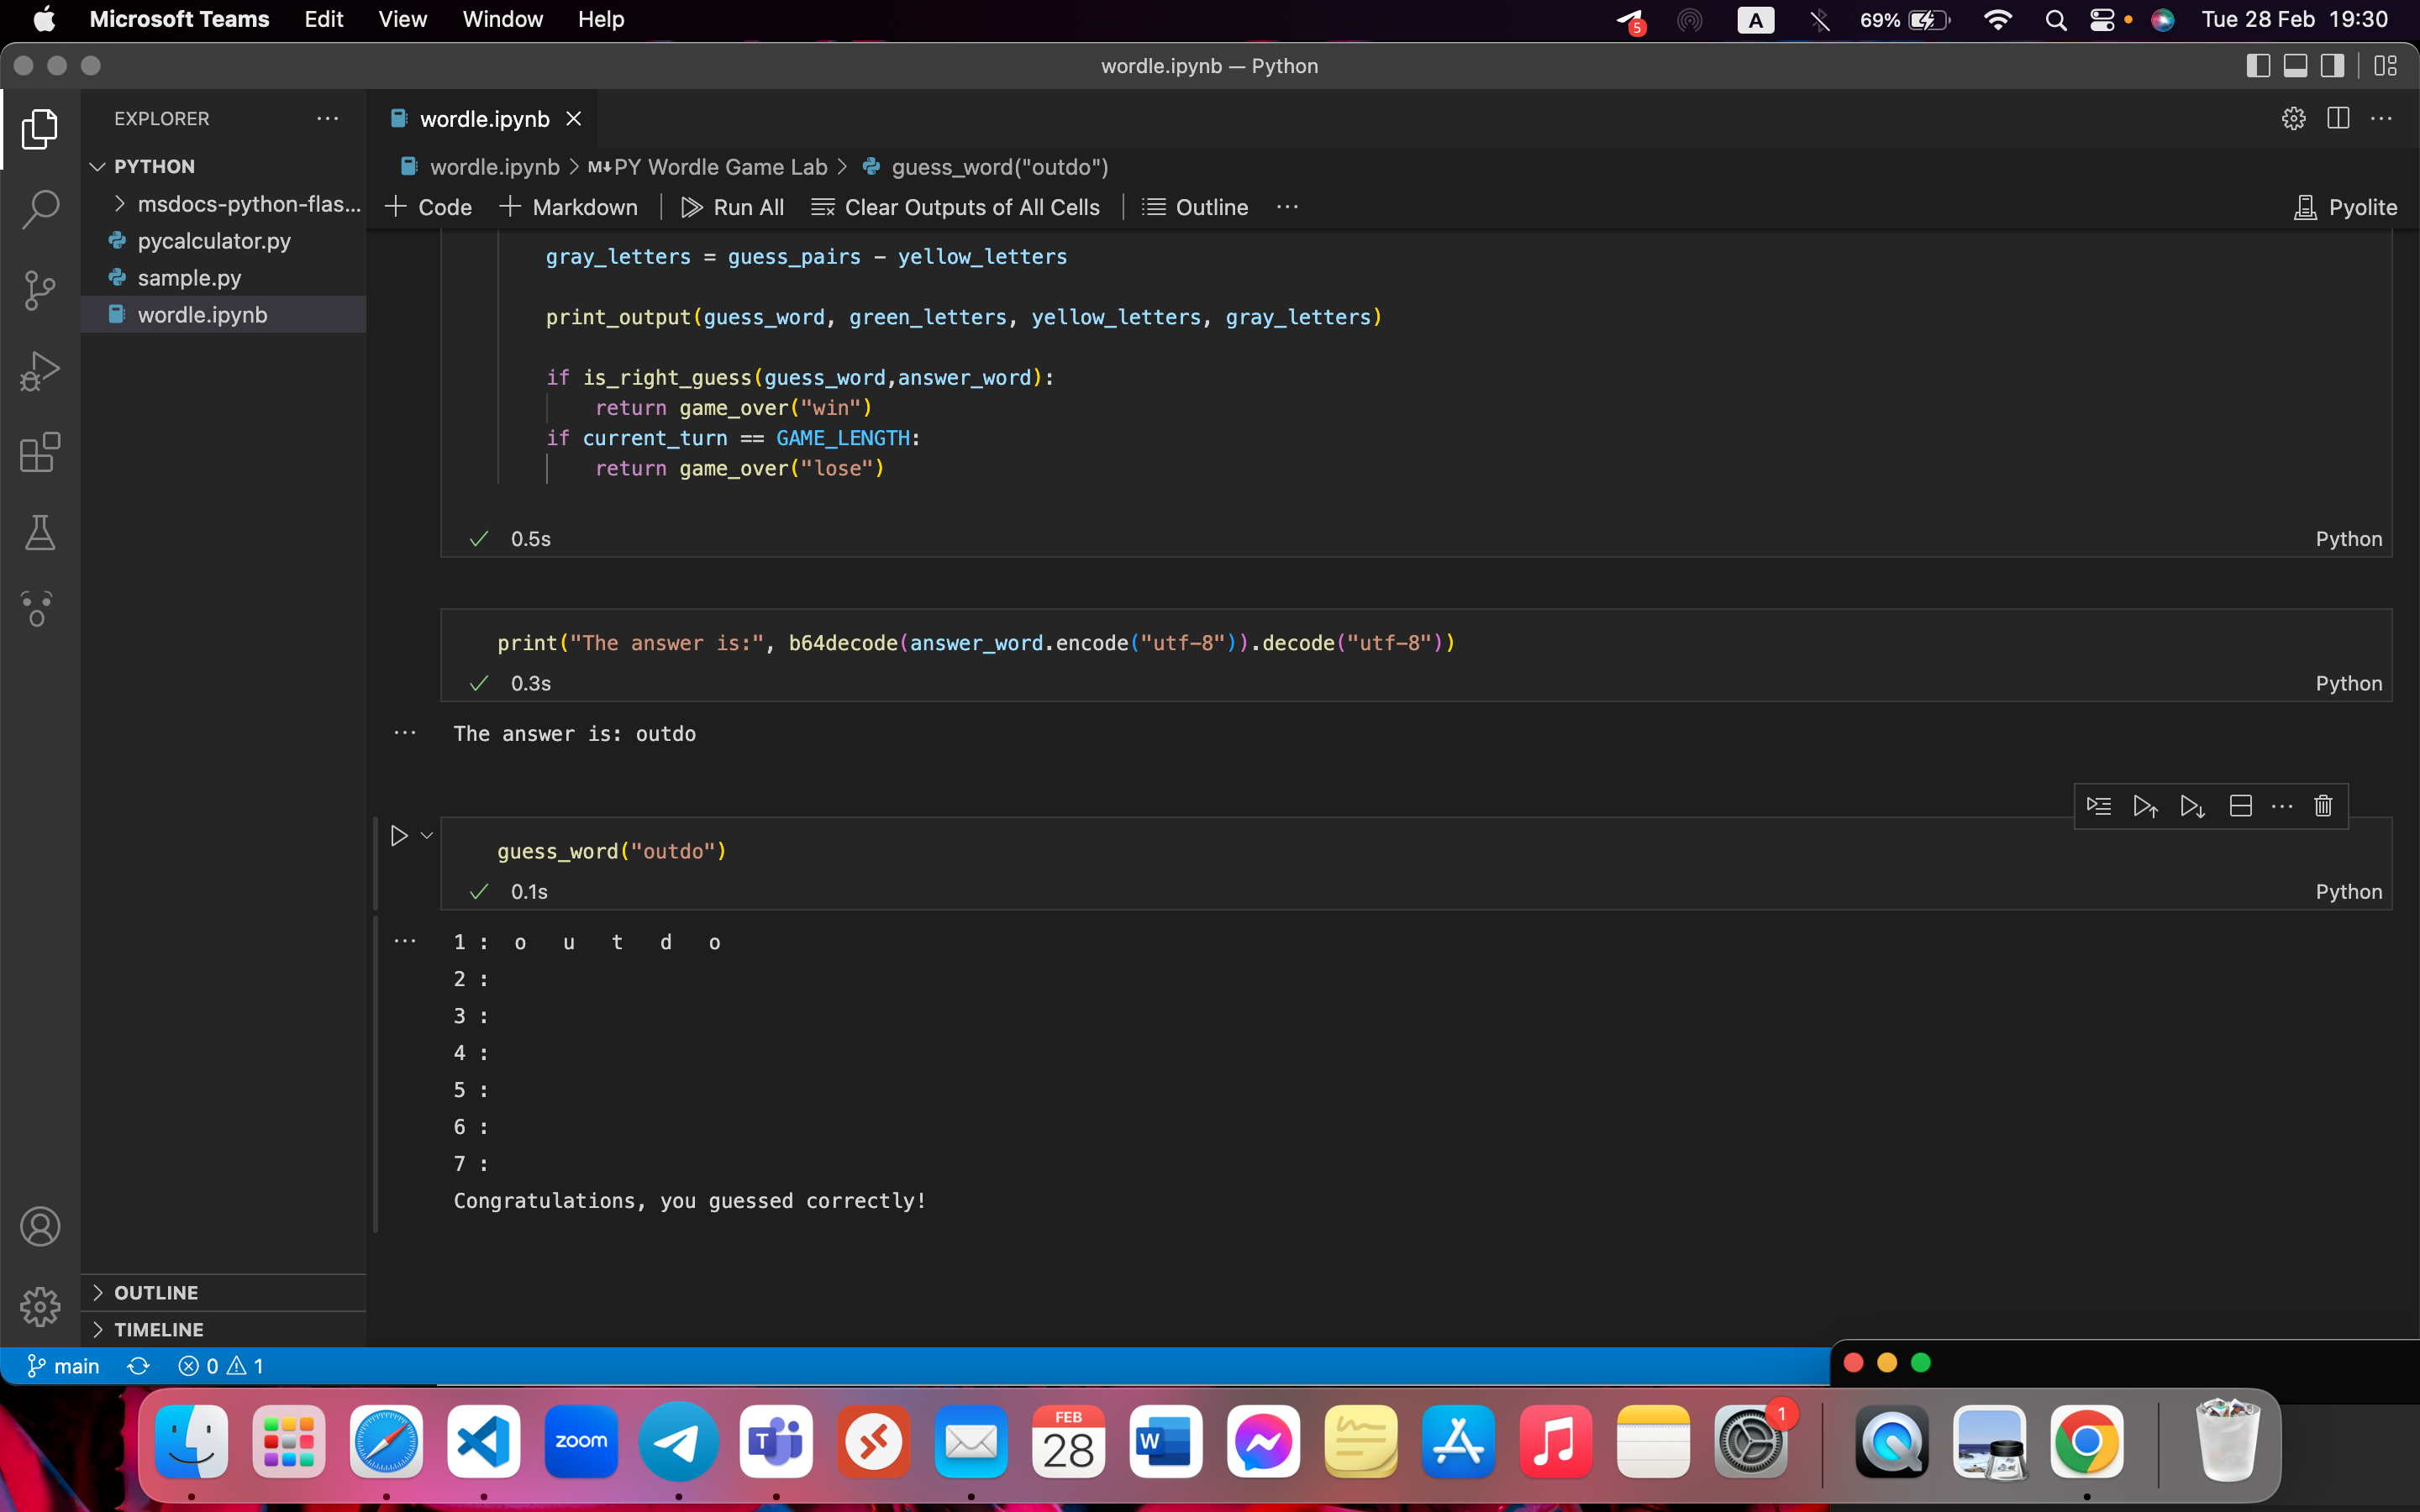 Microsoft Teams Edit View Window Help 5 A 69% Tue 28 Feb 19:30
wordle.ipynb — Python
EXPLORER ···
wordle.ipynb
PYTHON
msdocs-python-flas...
pycalculator.py
sample.py
wordle.ipynb
OUTLINE
TIMELINE
wordle.ipynb > M↓PY Wordle Game Lab > guess_word("outdo")
+ Code + Markdown Run All Clear Outputs of All Cells Outline ··· Pyolite
gray_letters = guess_pairs - yellow_letters
print_output(guess_word, green_letters, yellow_letters, gray_letters)
if is_right_guess(guess_word,answer_word):
return game_over("win")
if current_turn == GAME_LENGTH:
return game_over("lose")
0.5s Python
print("The answer is:", b64decode(answer_word.encode("utf-8")).decode("utf-8"))
0.3s Python
The answer is: outdo
guess_word("outdo")
0.1s Python
1 : o u t d o
2 :
3 :
4 :
5 :
6 :
7 :
Congratulations, you guessed correctly!
main 0 1
zoom T FEB 28 W 1